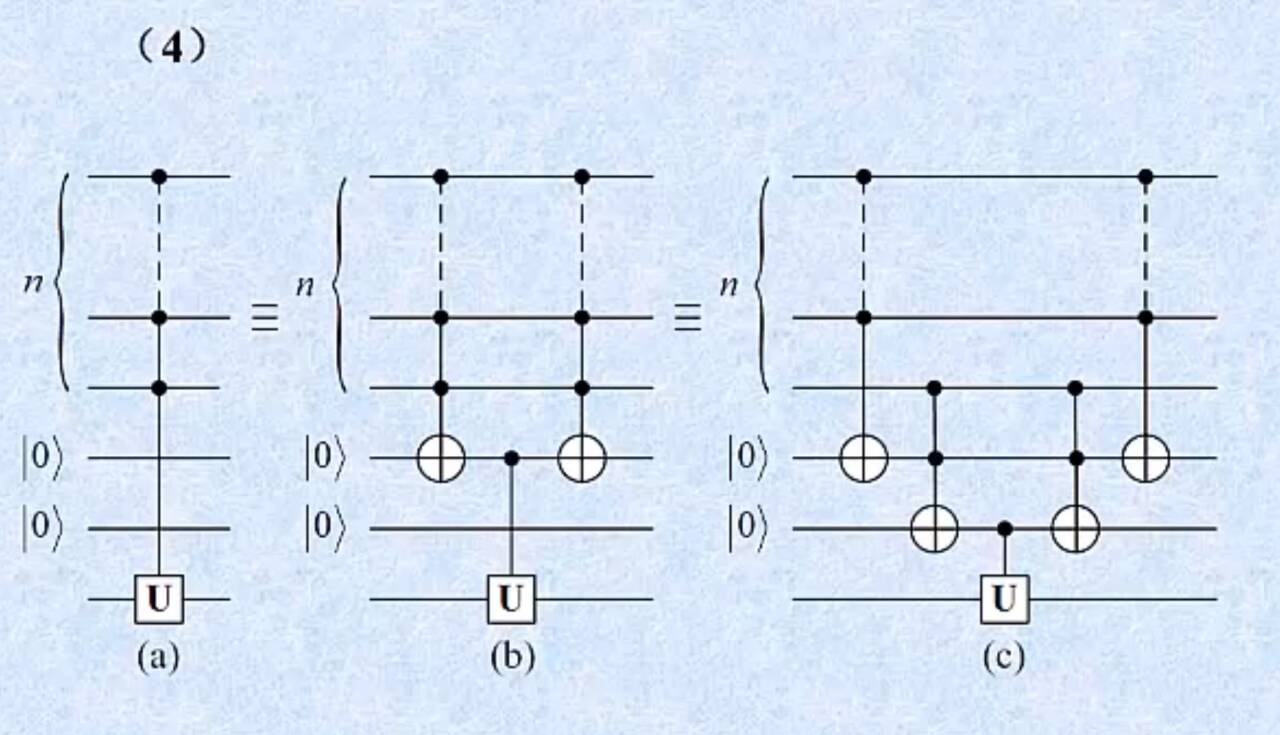 (4)
n ≡ n ≡ n
|0⟩ |0⟩ |0⟩
|0⟩ |0⟩ |0⟩
U U U
(a) (b) (c)